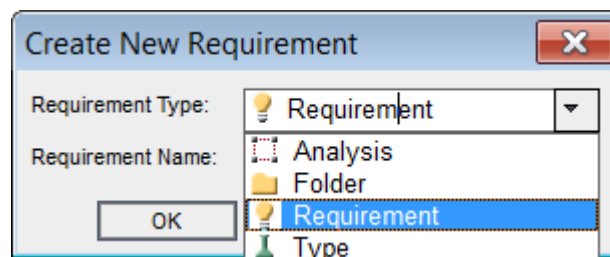 Create New Requirement
Requirement Type: Requirement
Analysis
Requirement Name:
Folder
Requirement
OK
Type